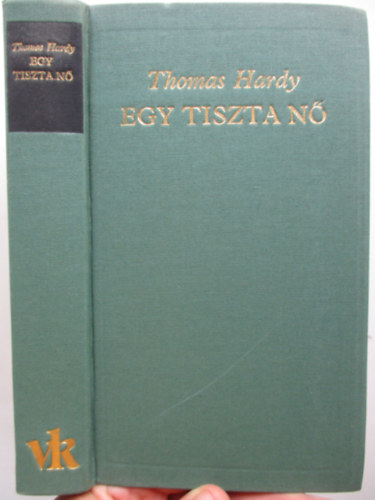 Thomas Hardy
EGY
TISZTA NŐ
vk
Thomas Hardy
EGY TISZTA NŐ